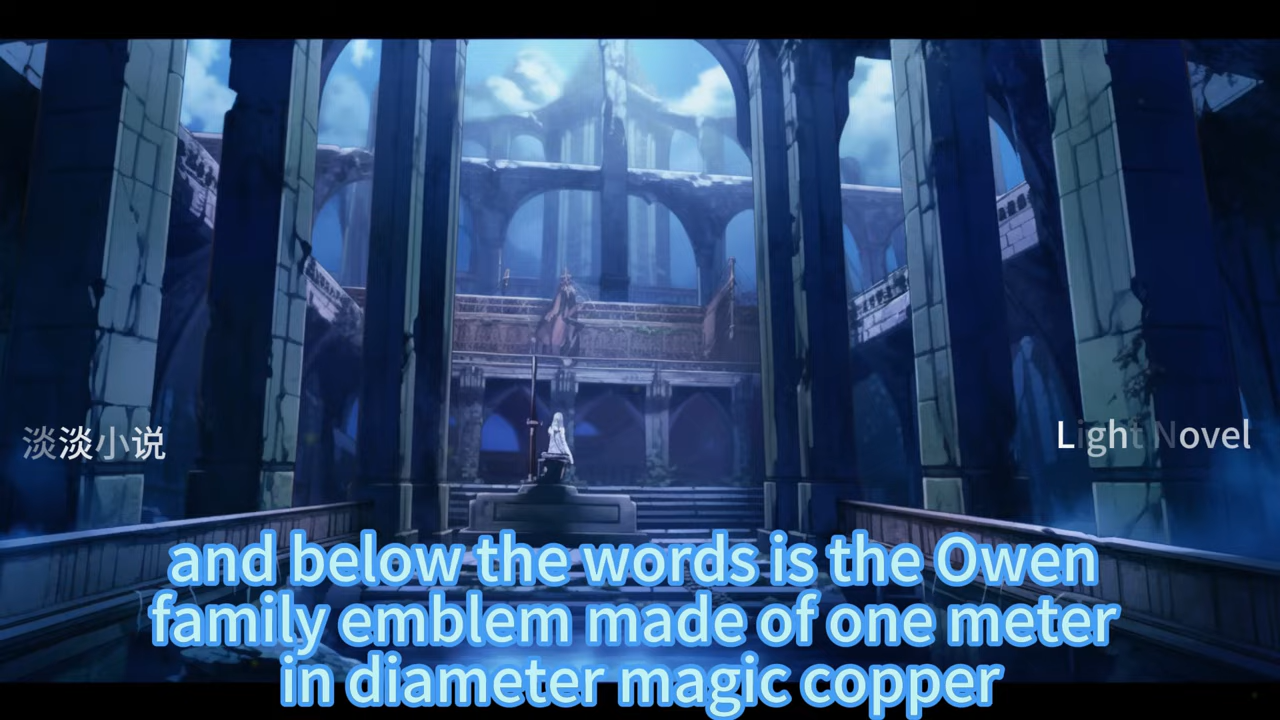 淡淡小说
Light Novel
and below the words is the Owen
family emblem made of one meter
in diameter magic copper